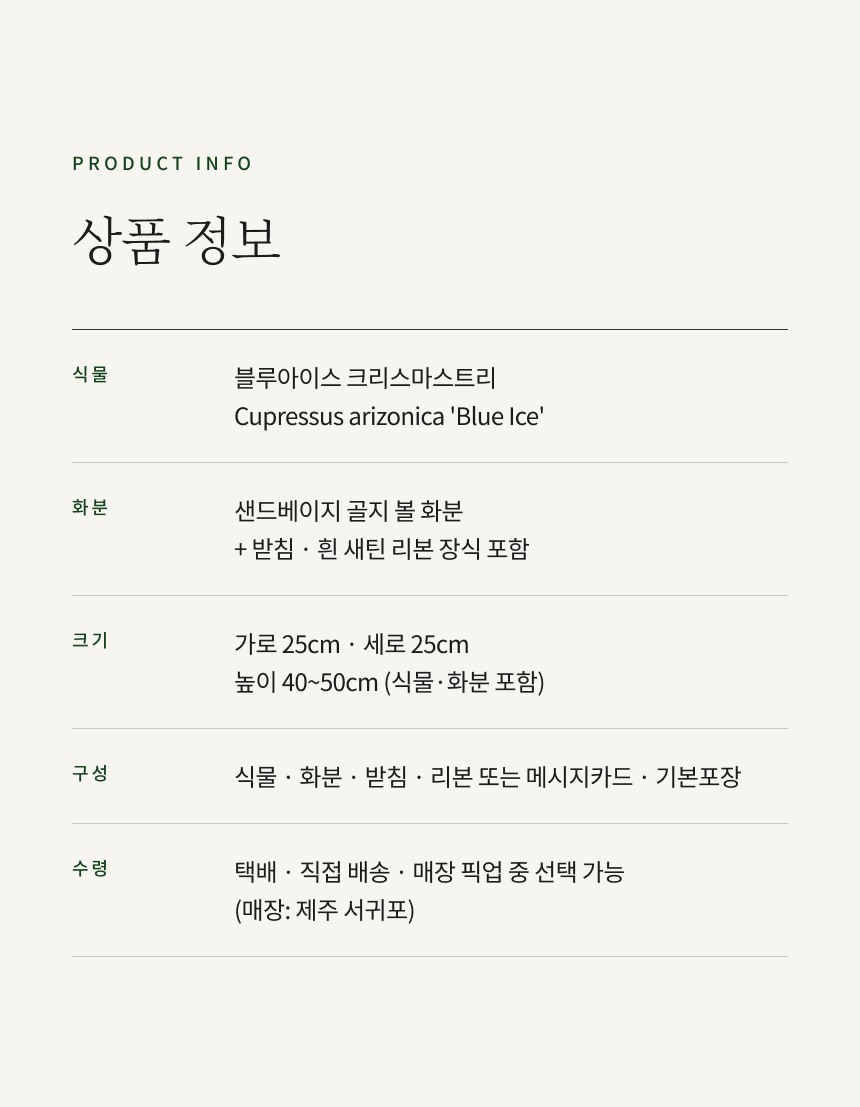 PRODUCT INFO
상품 정보
식물
블루아이스 크리스마스트리
Cupressus arizonica 'Blue Ice'
화분
샌드베이지 골지 볼 화분
+ 받침 · 흰 새틴 리본 장식 포함
크기
가로 25cm · 세로 25cm
높이 40~50cm (식물·화분 포함)
구성
식물 · 화분 · 받침 · 리본 또는 메시지카드 · 기본포장
수령
택배 · 직접 배송 · 매장 픽업 중 선택 가능
(매장: 제주 서귀포)